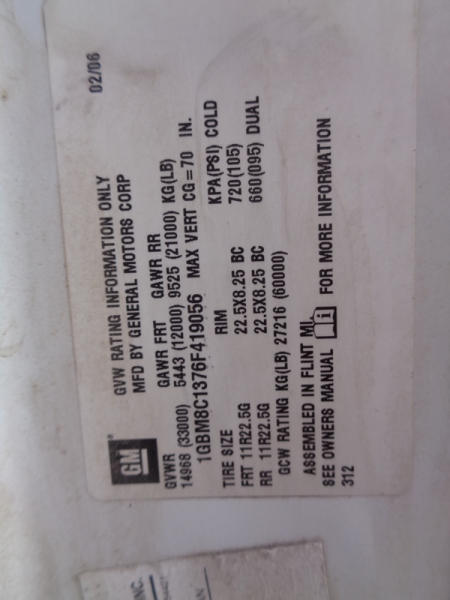 GM
GVW RATING INFORMATION ONLY
MFD BY GENERAL MOTORS CORP 02/06
GVWR GAWR FRT GAWR RR
14968 (33000) 5443 (12000) 9525 (21000) KG(LB)
1GBM8C1376F419056 MAX VERT CG=70 IN.
TIRE SIZE RIM KPA(PSI) COLD
FRT 11R22.5G 22.5X8.25 BC 720(105)
RR 11R22.5G 22.5X8.25 BC 660(095) DUAL
GCW RATING KG(LB) 27216 (60000)
ASSEMBLED IN FLINT MI.
SEE OWNERS MANUAL FOR MORE INFORMATION
312
INC.